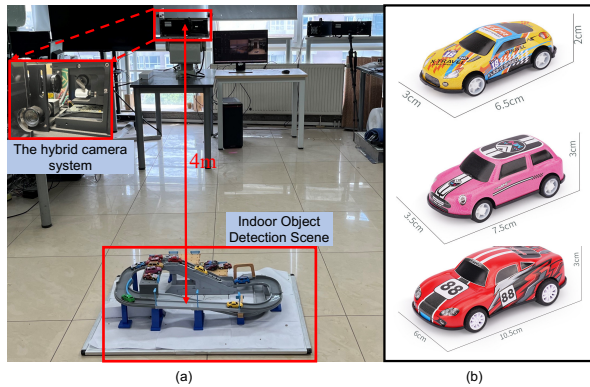 The hybrid camera
system
4m
Indoor Object
Detection Scene
(a)
2cm
18
3cm
6.5cm
3cm
3.5cm
7.5cm
88
88
3cm
6cm
10.5cm
(b)